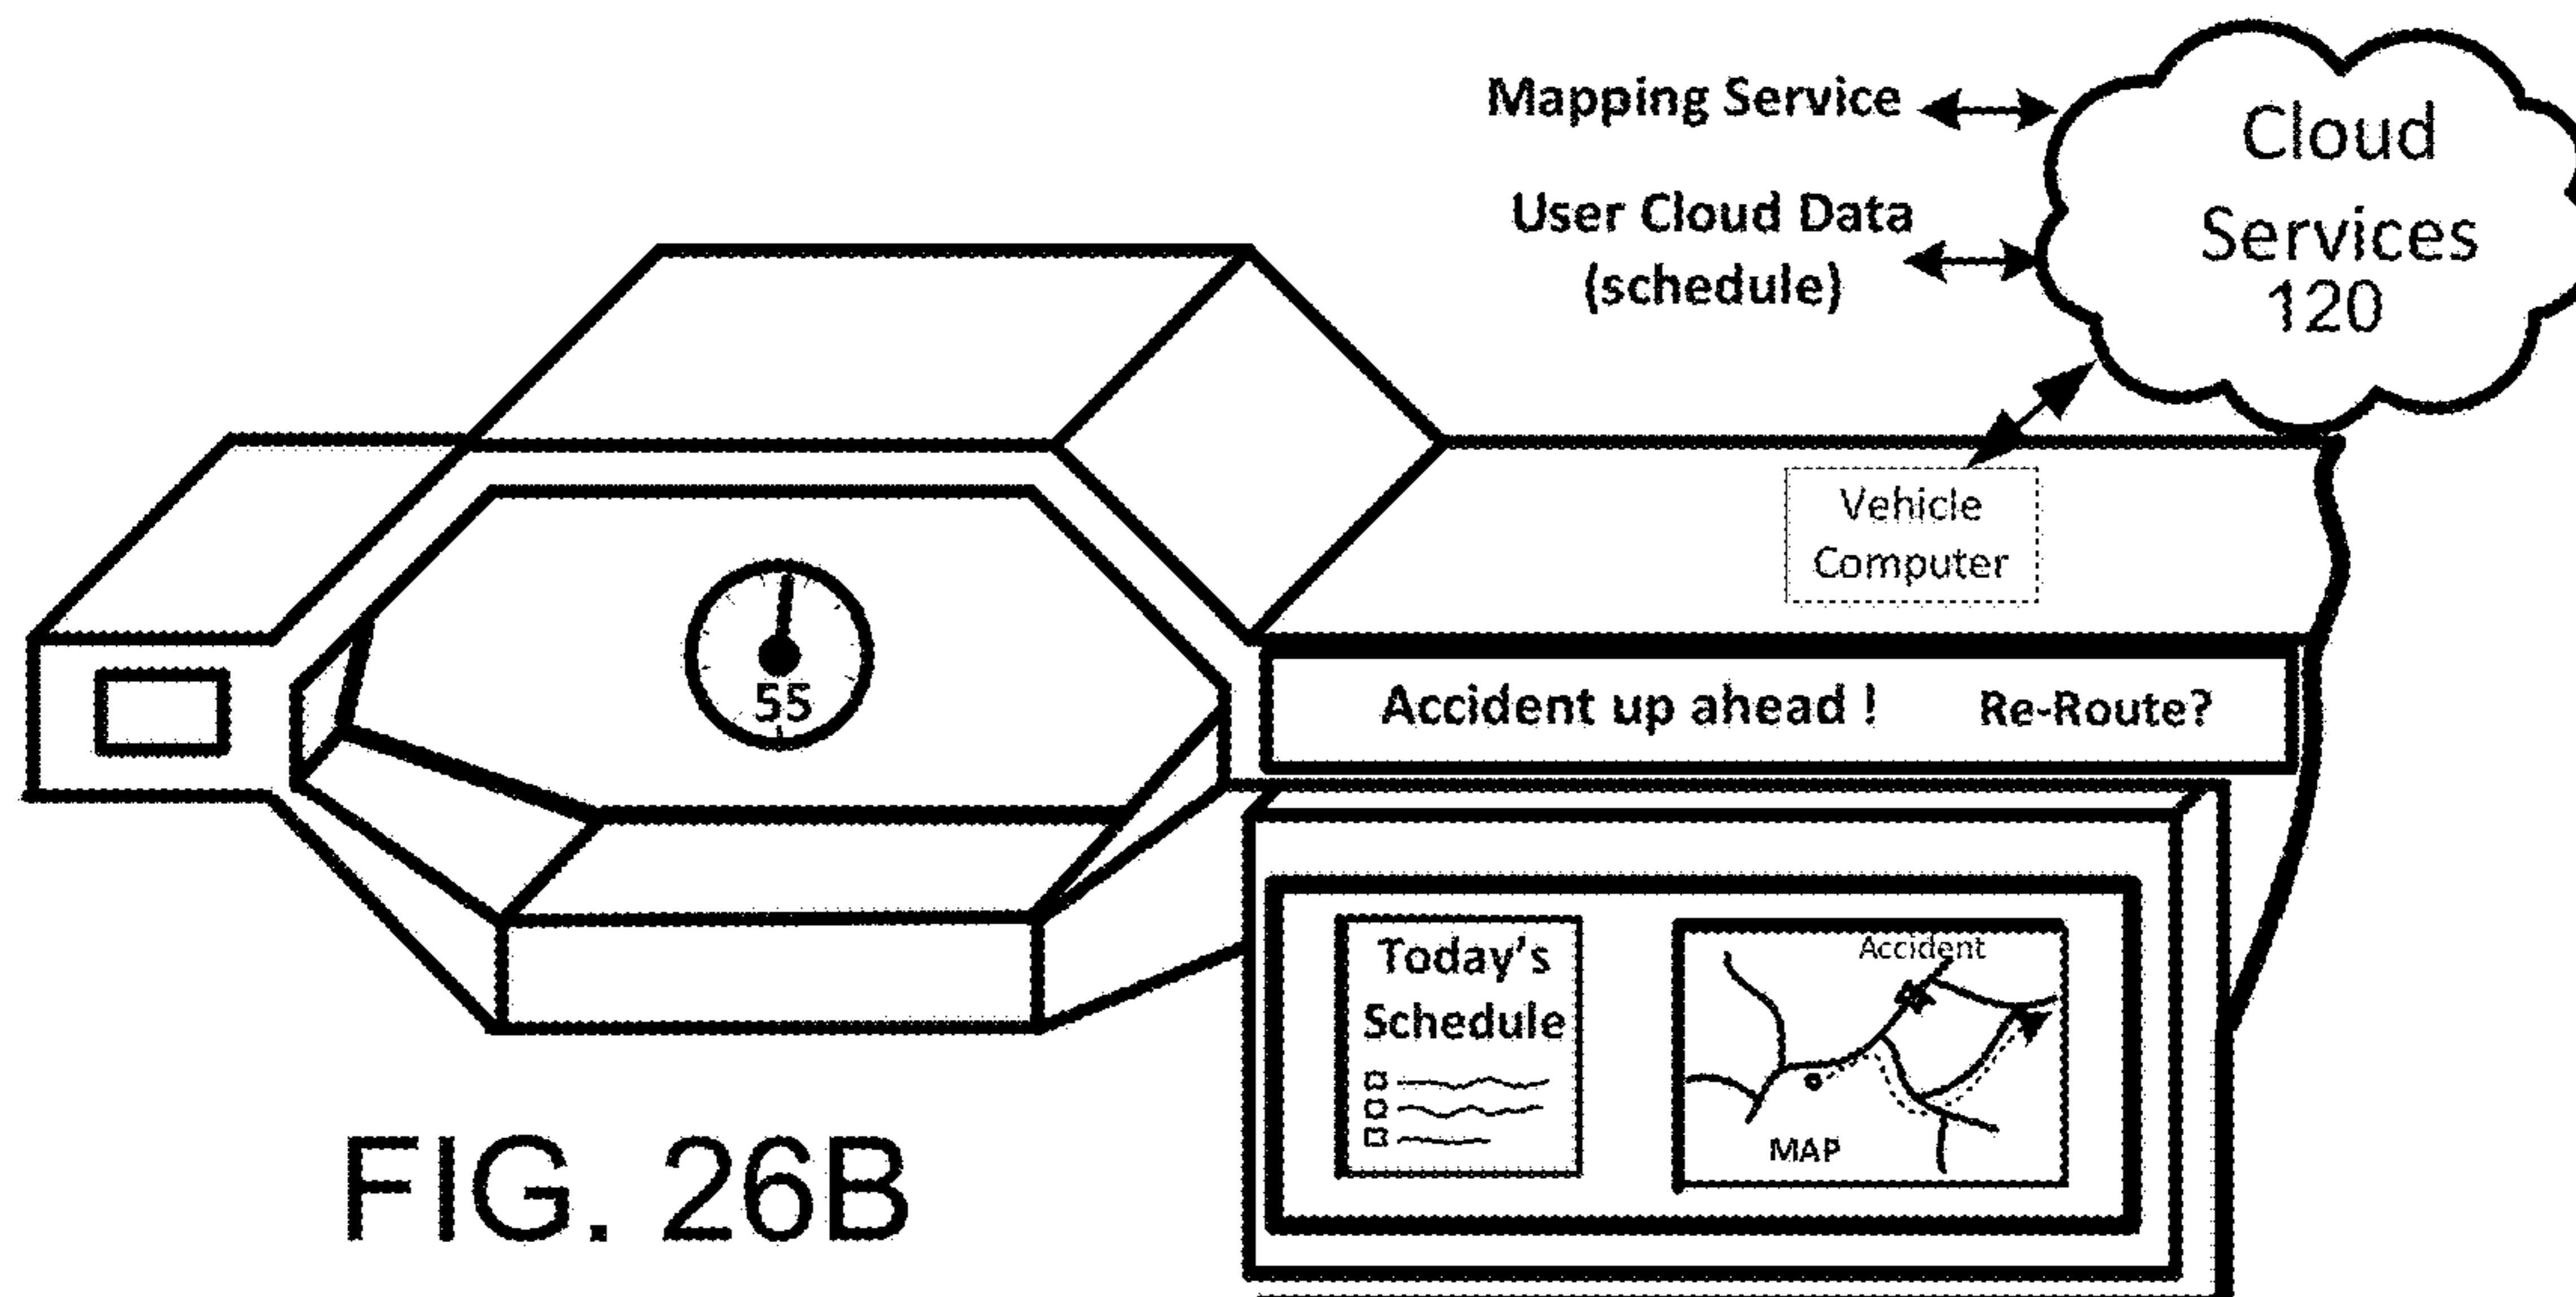 Mapping Service
User Cloud Data
(schedule)
Cloud
Services
120
Vehicle
Computer
55
Accident up ahead !
Re-Route?
Today's
Schedule
Accident
MAP
FIG. 26B